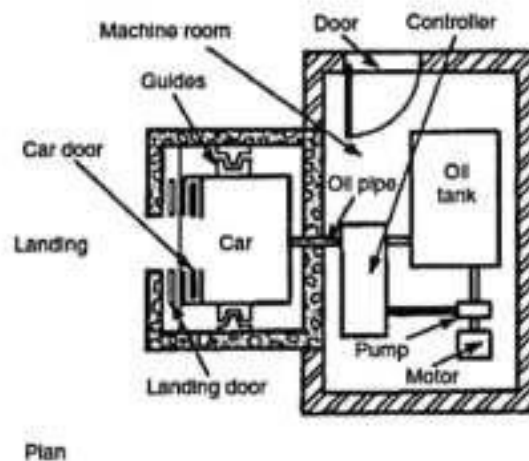 Machine room
Door
Controller
Guides
Car door
Oil pipe
Oil
tank
Landing
Car
Pump
Motor
Landing door
Plan